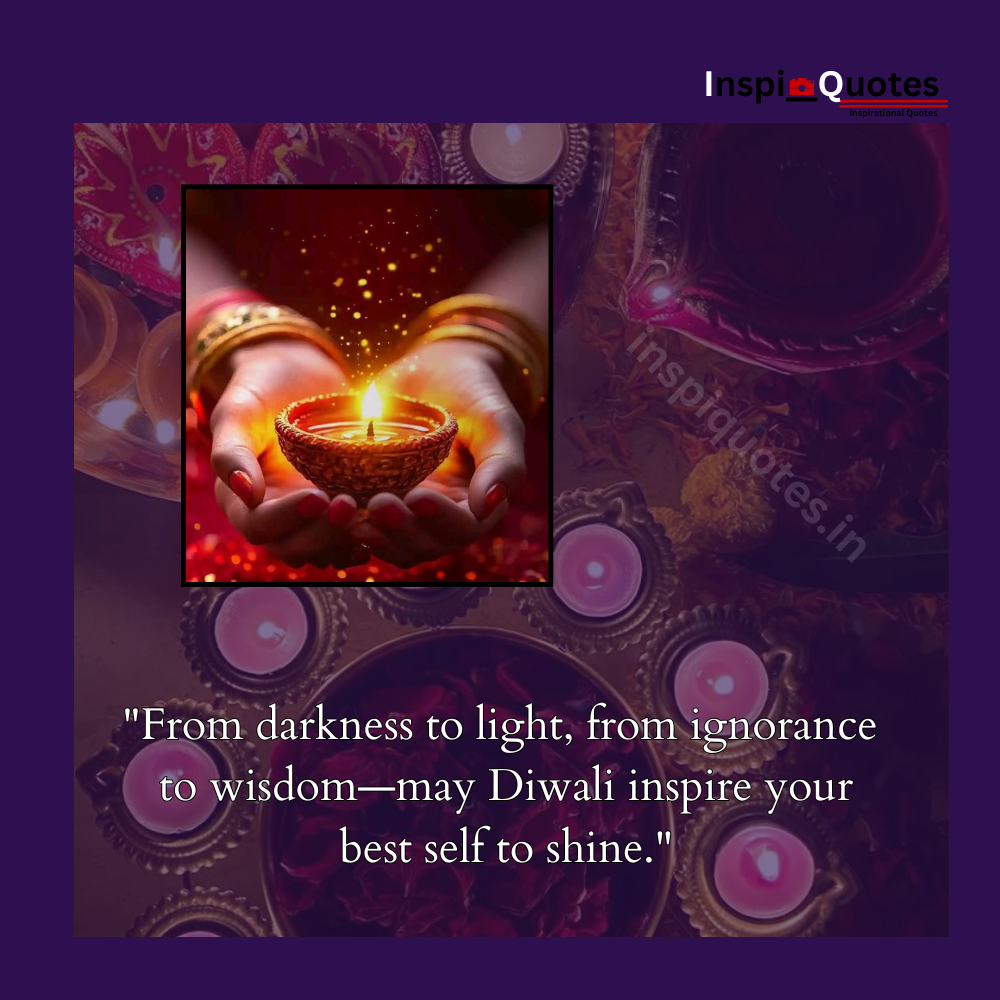 InspiQuotes
Inspirational Quotes
inspiquotes.in
"From darkness to light, from ignorance
to wisdom—may Diwali inspire your
best self to shine."